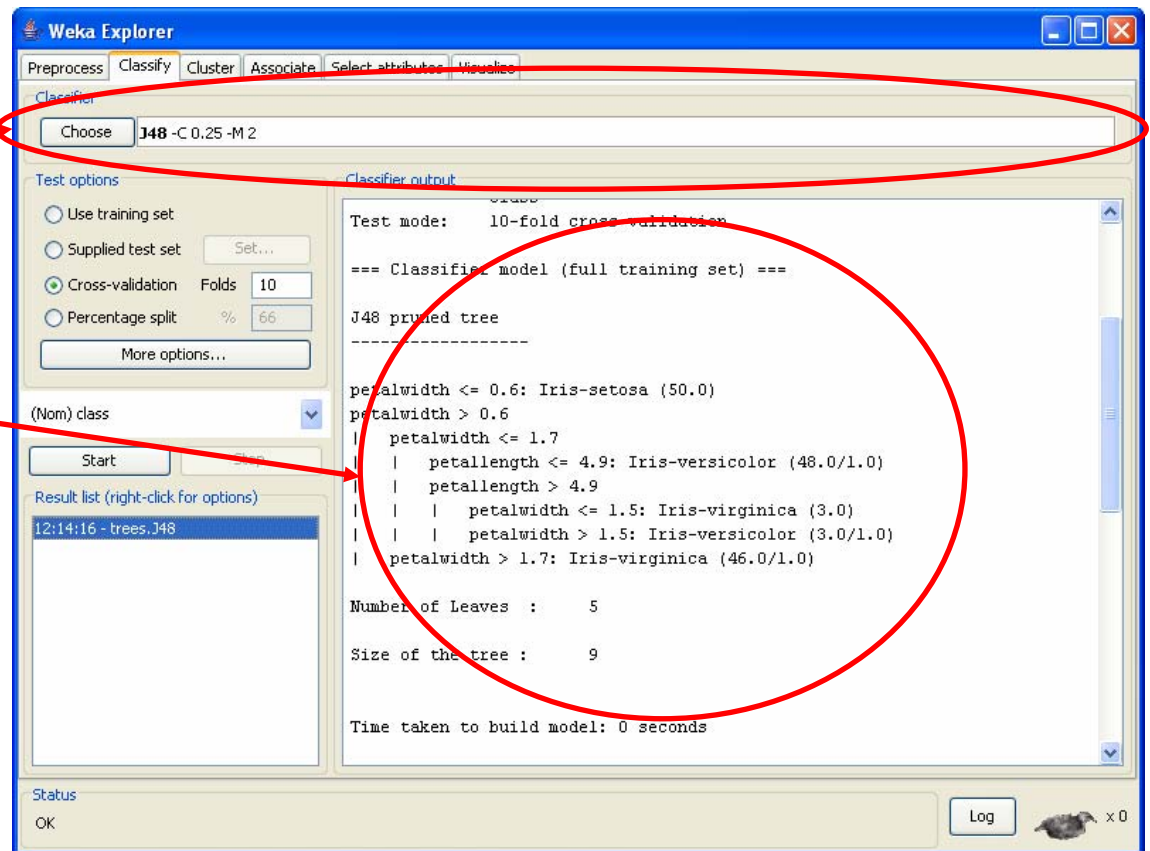 Weka Explorer
Preprocess Classify Cluster Associate Select attributes Visualize
Classifier
Choose J48 -C 0.25 -M 2
Test options
Use training set
Supplied test set Set...
Cross-validation Folds 10
Percentage split % 66
More options...
(Nom) class
Start Stop
Result list (right-click for options)
12:14:16 - trees.J48
Classifier output
class
Test mode: 10-fold cross-validation
=== Classifier model (full training set) ===
J48 pruned tree
------------------
petalwidth <= 0.6: Iris-setosa (50.0)
petalwidth > 0.6
| petalwidth <= 1.7
| | petallength <= 4.9: Iris-versicolor (48.0/1.0)
| | petallength > 4.9
| | | petalwidth <= 1.5: Iris-virginica (3.0)
| | | petalwidth > 1.5: Iris-versicolor (3.0/1.0)
| petalwidth > 1.7: Iris-virginica (46.0/1.0)
Number of Leaves : 5
Size of the tree : 9
Time taken to build model: 0 seconds
Status
OK
Log x 0